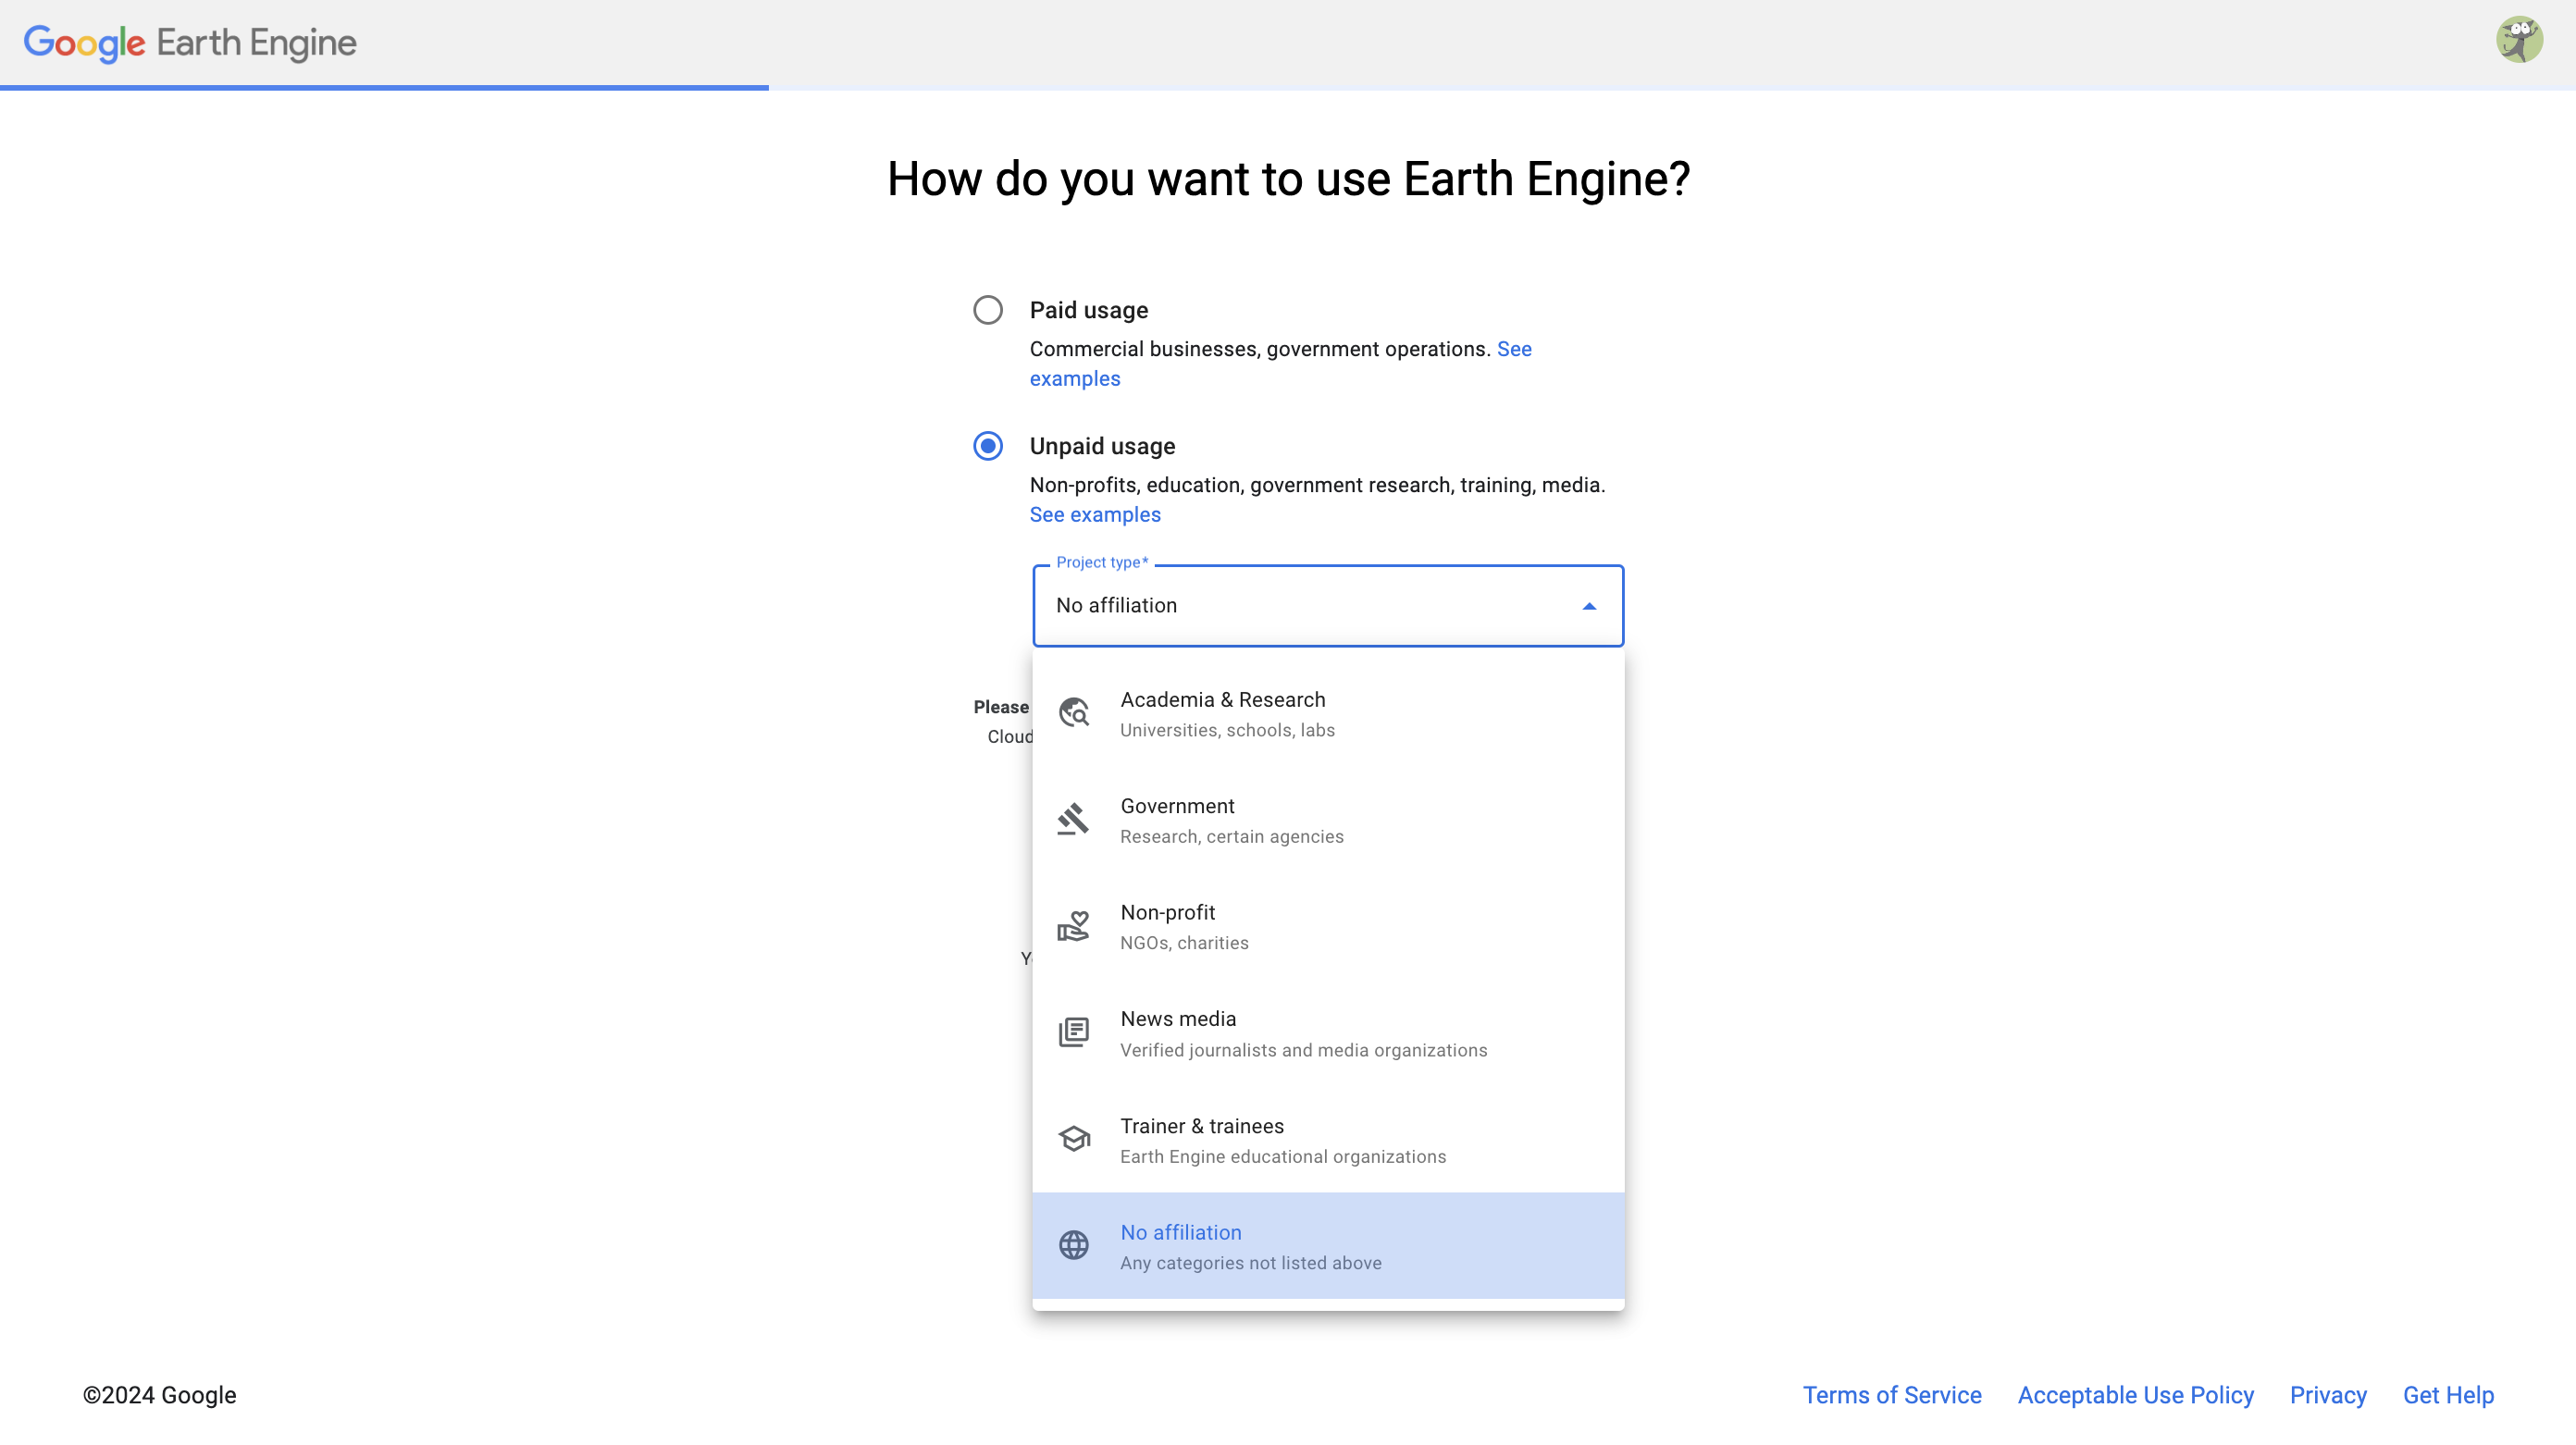 Google Earth Engine
How do you want to use Earth Engine?
Paid usage
Commercial businesses, government operations. See
examples
Unpaid usage
Non-profits, education, government research, training, media.
See examples
Project type*
No affiliation
Academia & Research
Please
Universities, schools, labs
Cloud
Government
Research, certain agencies
Non-profit
NGOs, charities
News media
Verified journalists and media organizations
Trainer & trainees
Earth Engine educational organizations
No affiliation
Any categories not listed above
©2024 Google
Terms of Service Acceptable Use Policy Privacy Get Help